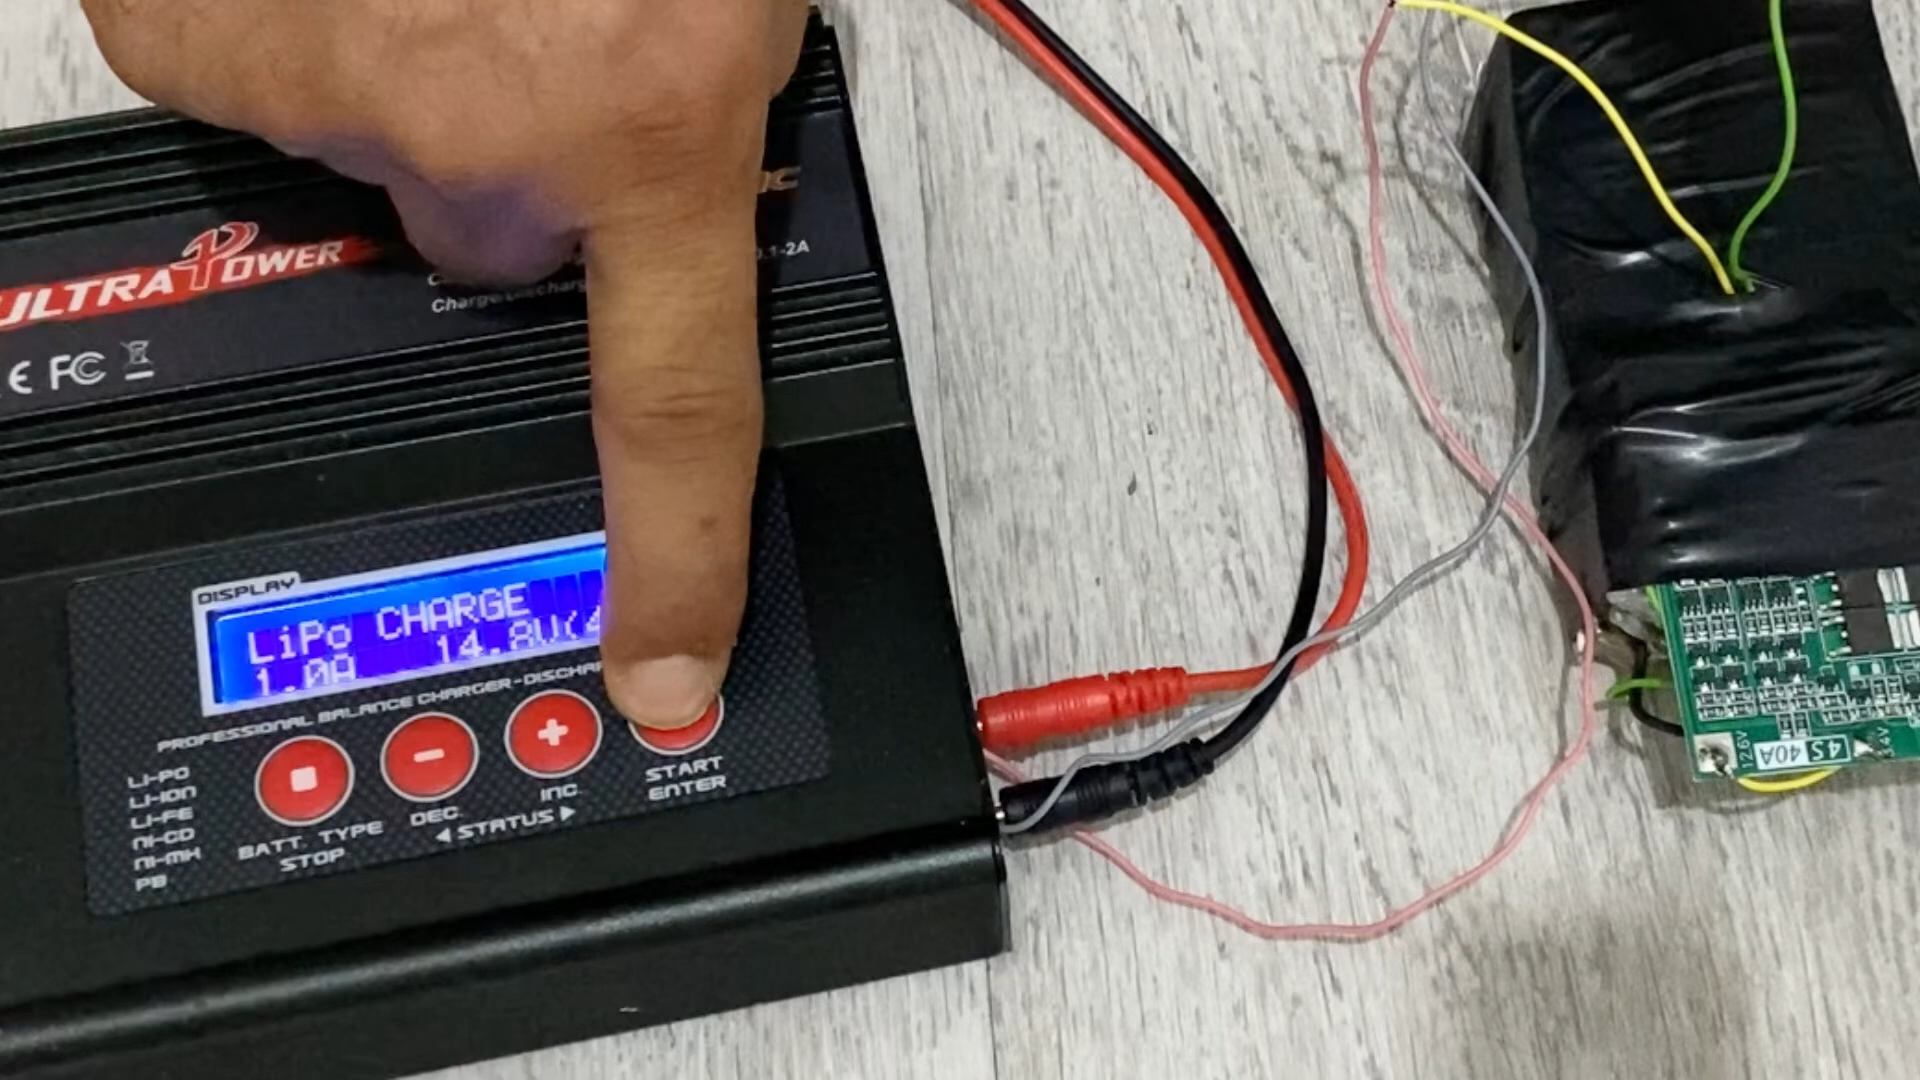 ULTRA POWER
0.1-2A
CE FC
DISPLAY
LiPo CHARGE
1.0A 14.8V(4
PROFESSIONAL BALANCE CHARGER-DISCHAR
LI-PO
LI-ION
LI-FE
NI-CD
NI-MH
PB
BATT. TYPE
STOP
DEC.
INC.
◄ STATUS ►
START
ENTER
12.6V
4S 40A